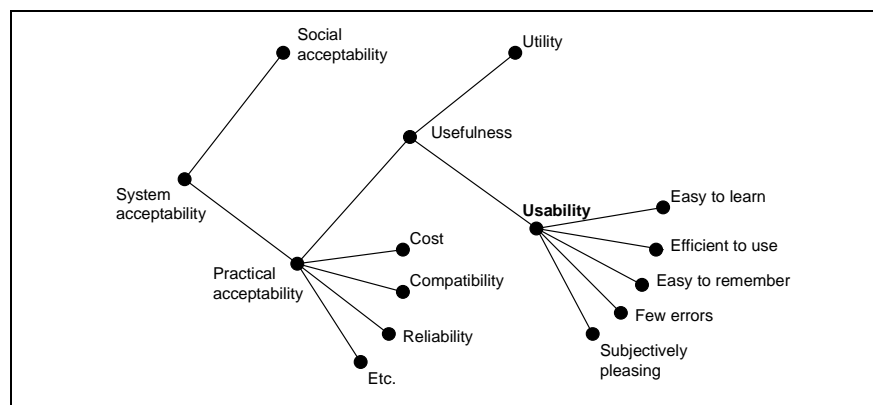 Social
acceptability
Utility
Usefulness
System
acceptability
Usability
Easy to learn
Cost
Efficient to use
Practical
acceptability
Compatibility
Easy to remember
Few errors
Reliability
Subjectively
pleasing
Etc.